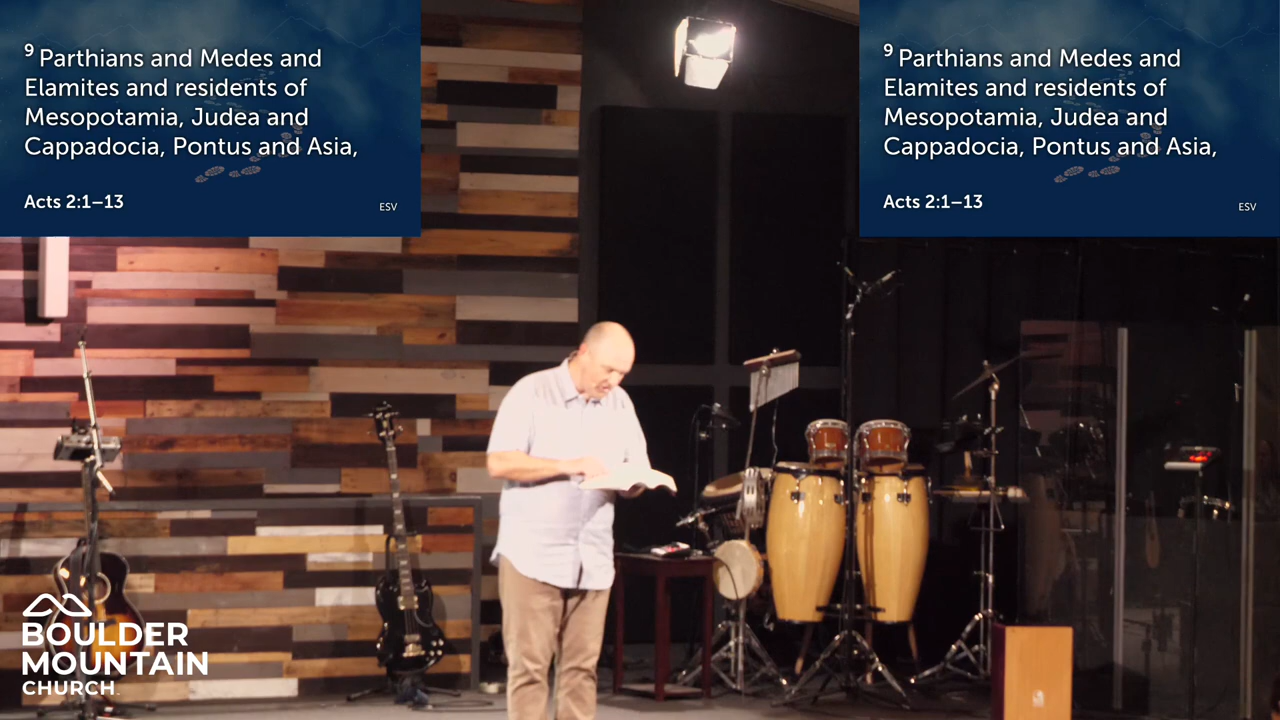 9 Parthians and Medes and
Elamites and residents of
Mesopotamia, Judea and
Cappadocia, Pontus and Asia,
Acts 2:1–13
ESV
9 Parthians and Medes and
Elamites and residents of
Mesopotamia, Judea and
Cappadocia, Pontus and Asia,
Acts 2:1–13
ESV
BOULDER
MOUNTAIN
CHURCH.